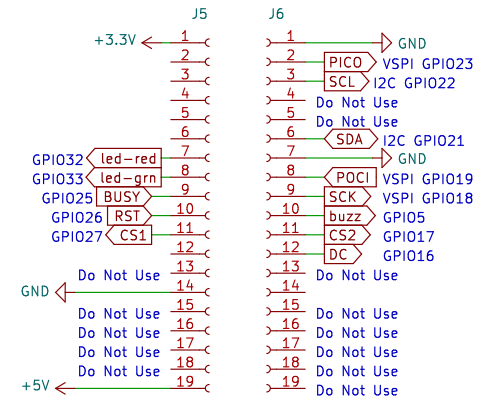 J5 J6
+3.3V 1 1 GND
2 2 PICO VSPI GPIO23
3 3 SCL I2C GPIO22
4 4 Do Not Use
5 5 Do Not Use
6 6 SDA I2C GPIO21
GPIO32 led-red 7 7 GND
GPIO33 led-grn 8 8 POCI VSPI GPIO19
GPIO25 BUSY 9 9 SCK VSPI GPIO18
GPIO26 RST 10 10 buzz GPIO5
GPIO27 CS1 11 11 CS2 GPIO17
12 12 DC GPIO16
Do Not Use 13 13 Do Not Use
GND 14 14
Do Not Use 15 15 Do Not Use
Do Not Use 16 16 Do Not Use
Do Not Use 17 17 Do Not Use
Do Not Use 18 18 Do Not Use
+5V 19 19 Do Not Use